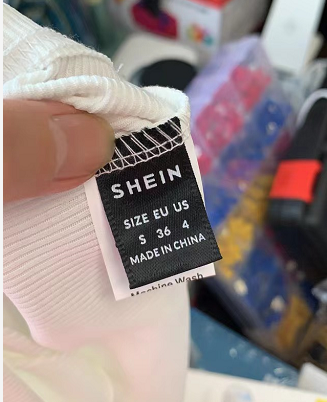 SHEIN
SIZE EU US
S 36 4
MADE IN CHINA
Machine Wash